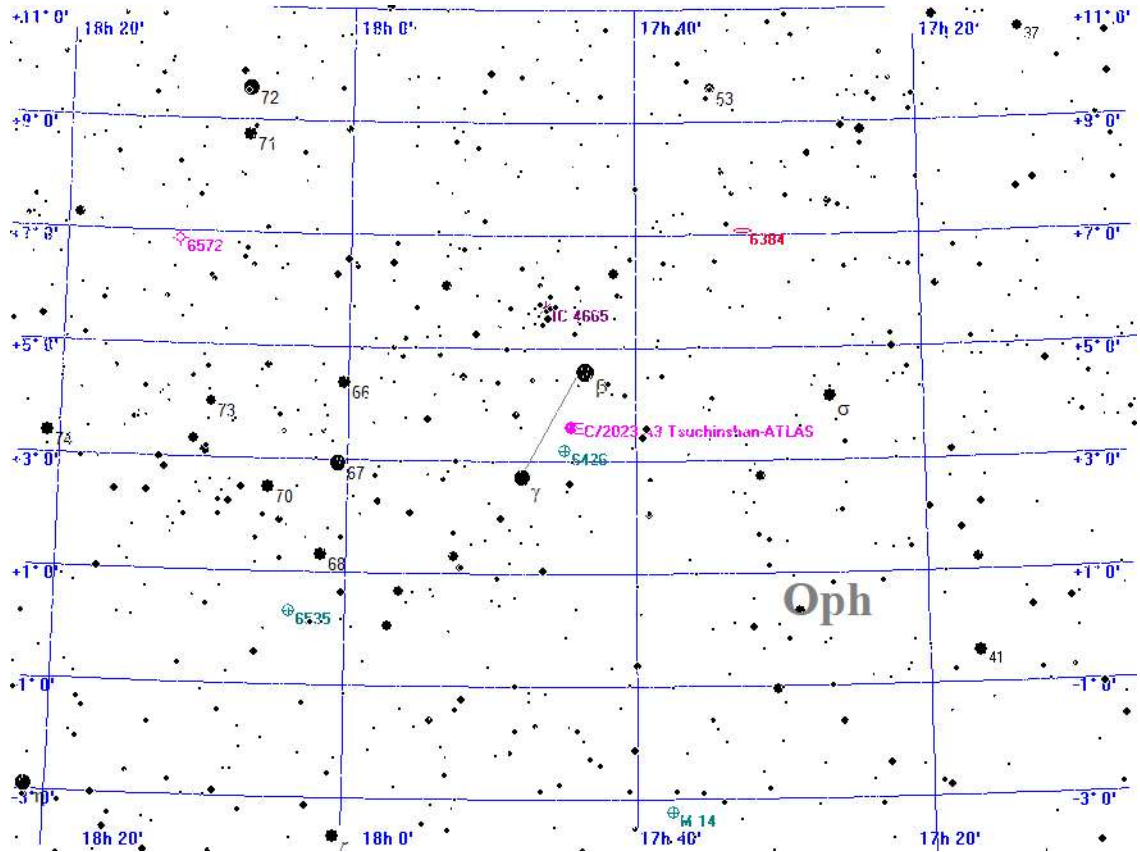 +11° 0' 18h 20' 18h 0' 17h 40' 17h 20' +11° 0'
37
72 53
+9° 0' +9° 0'
71
+7° 0' 6572 6384 +7° 0'
IC 4665
+5° 0' +5° 0'
66 β σ
73
74 C/2023 A3 Tsuchinshan-ATLAS
+3° 0' 67 6426 +3° 0'
70 γ
68
+1° 0' +1° 0'
6535 Oph
41
-1° 0' -1° 0'
η
-3° 0' -3° 0'
M 14
18h 20' 18h 0' 17h 40' 17h 20'